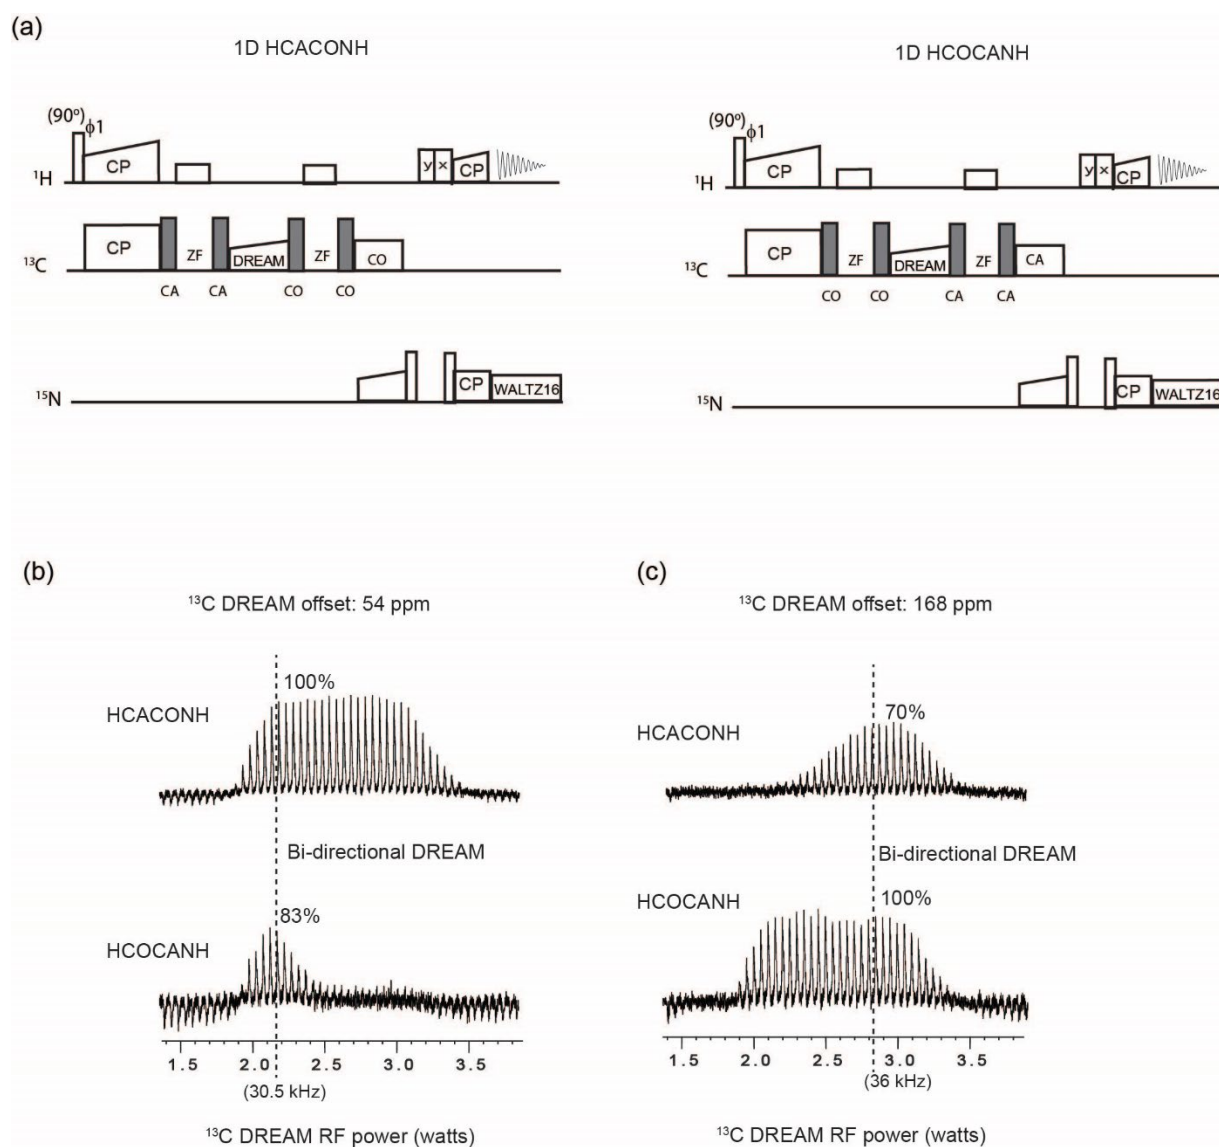 (a)
1D HCACONH
1D HCOCANH
(90º)ϕ1
CP
y x CP
¹H
CP ZF DREAM ZF CO
¹³C
CA CA CO CO
¹⁵N
CP WALTZ16
(90º)ϕ1
CP
y x CP
¹H
CP ZF DREAM ZF CA
¹³C
CO CO CA CA
¹⁵N
CP WALTZ16
(b)
¹³C DREAM offset: 54 ppm
100%
HCACONH
Bi-directional DREAM
83%
HCOCANH
1.5 2.0 2.5 3.0 3.5
(30.5 kHz)
¹³C DREAM RF power (watts)
(c)
¹³C DREAM offset: 168 ppm
70%
HCACONH
Bi-directional DREAM
HCOCANH
100%
1.5 2.0 2.5 3.0 3.5
(36 kHz)
¹³C DREAM RF power (watts)